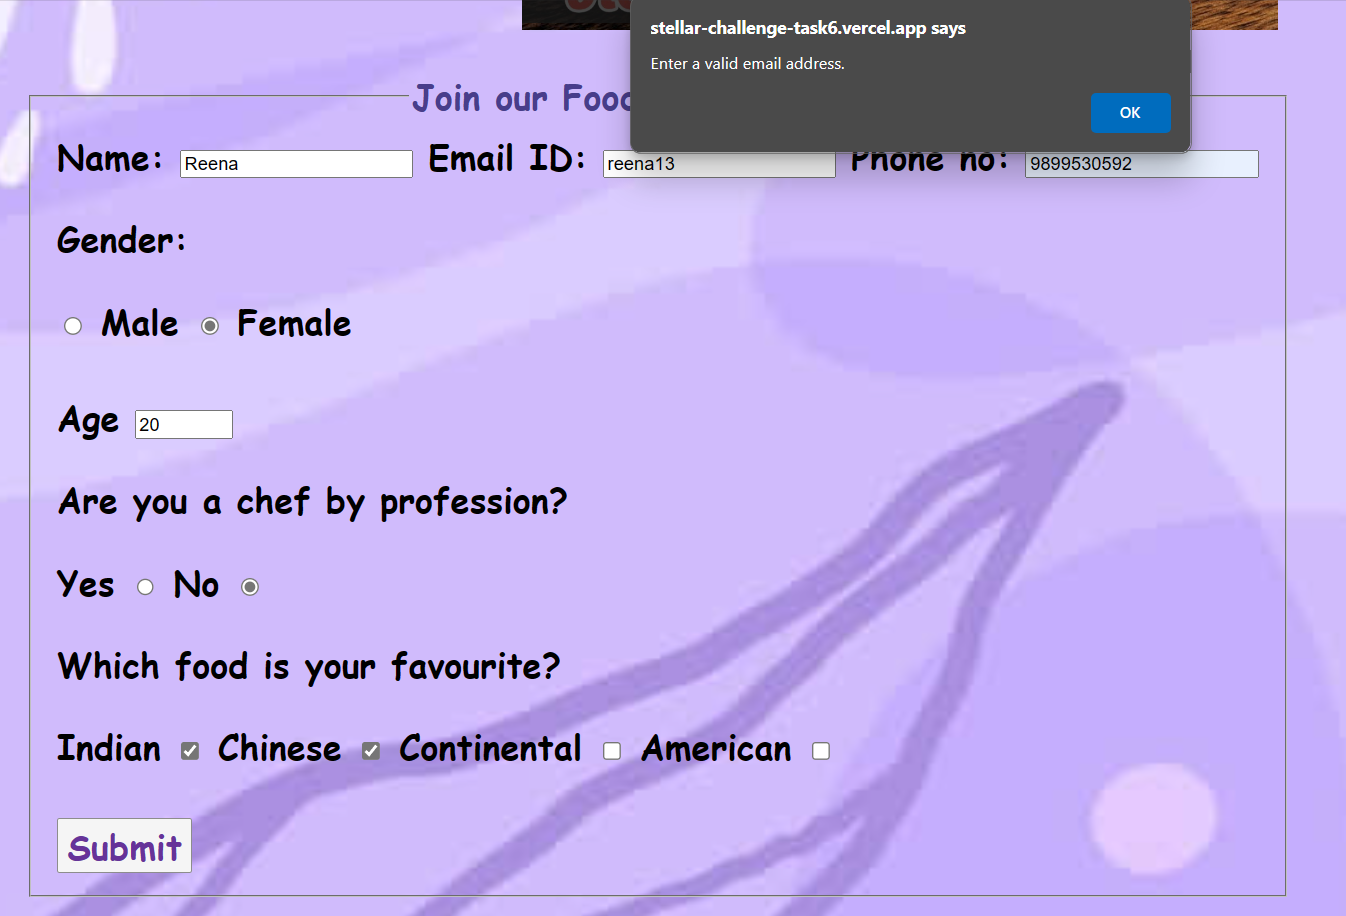 stellar-challenge-task6.vercel.app says
Enter a valid email address.
OK
Join our
Name: Reena Email ID: reena13 Phone no: 9899530592
Gender:
Male Female
Age 20
Are you a chef by profession?
Yes No
Which food is your favourite?
Indian Chinese Continental American
Submit